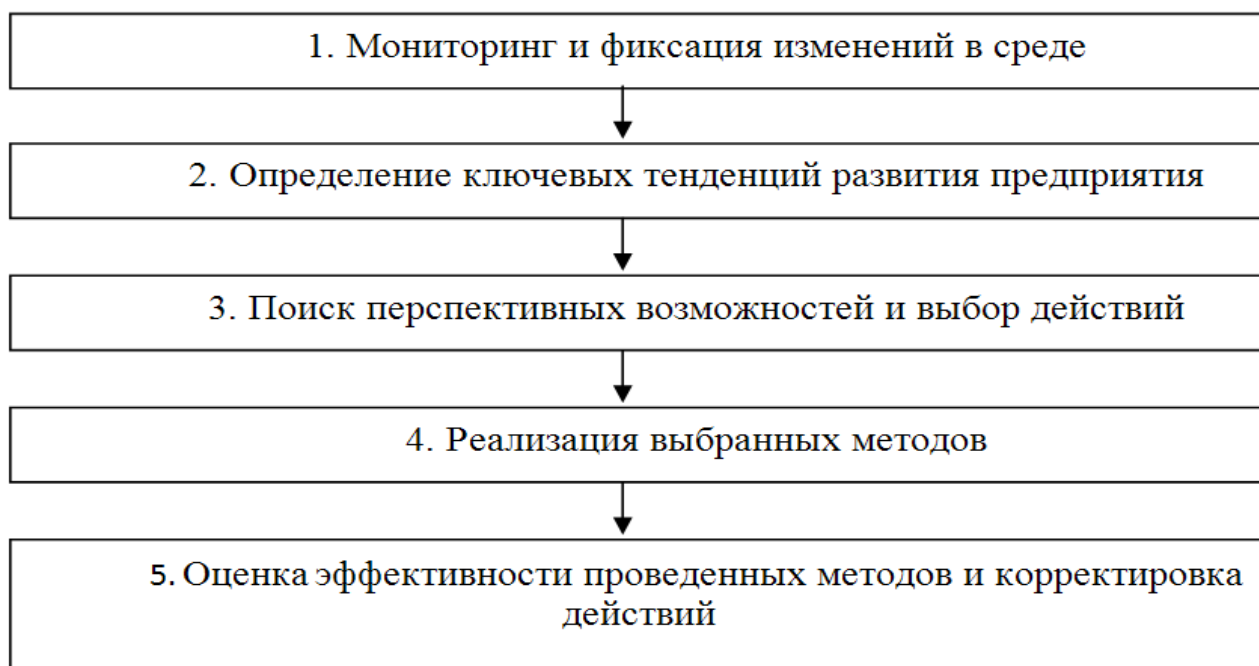 1. Мониторинг и фиксация изменений в среде
2. Определение ключевых тенденций развития предприятия
3. Поиск перспективных возможностей и выбор действий
4. Реализация выбранных методов
5. Оценка эффективности проведенных методов и корректировка
действий